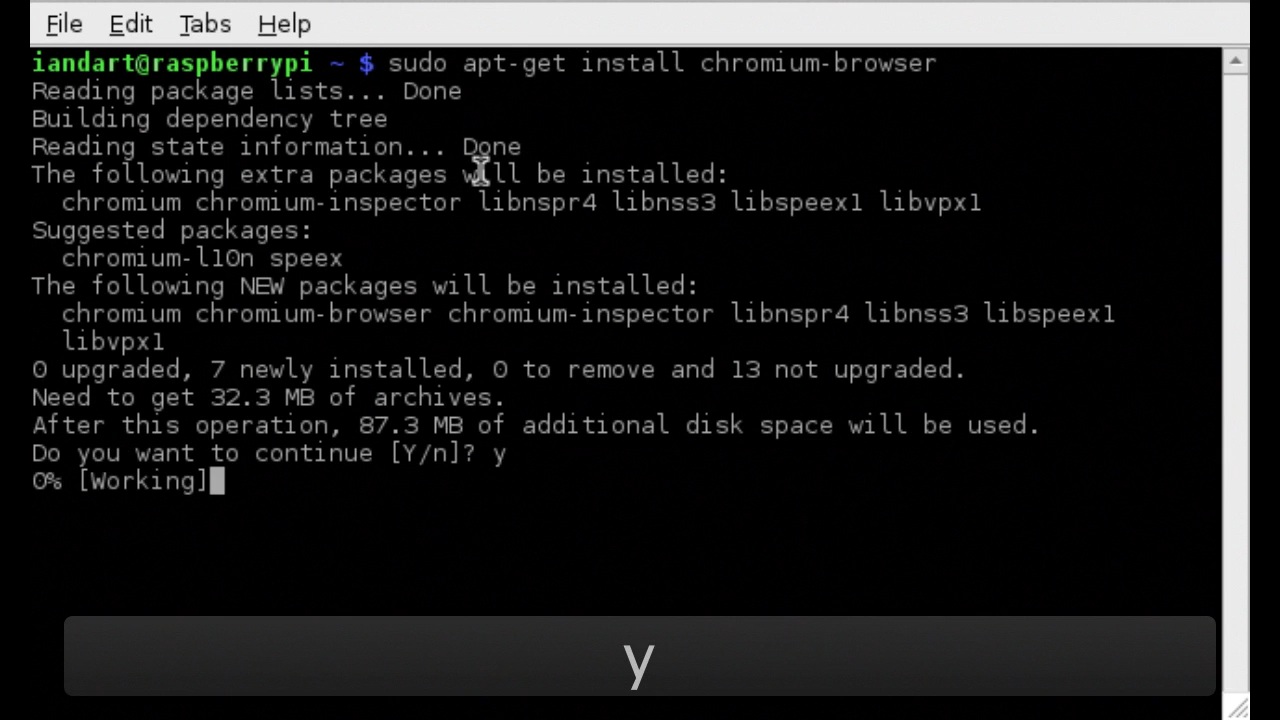 File Edit Tabs Help
iandart@raspberrypi ~ $ sudo apt-get install chromium-browser
Reading package lists... Done
Building dependency tree
Reading state information... Done
The following extra packages will be installed:
  chromium chromium-inspector libnspr4 libnss3 libspeex1 libvpx1
Suggested packages:
  chromium-l10n speex
The following NEW packages will be installed:
  chromium chromium-browser chromium-inspector libnspr4 libnss3 libspeex1
  libvpx1
0 upgraded, 7 newly installed, 0 to remove and 13 not upgraded.
Need to get 32.3 MB of archives.
After this operation, 87.3 MB of additional disk space will be used.
Do you want to continue [Y/n]? y
0% [Working]
y